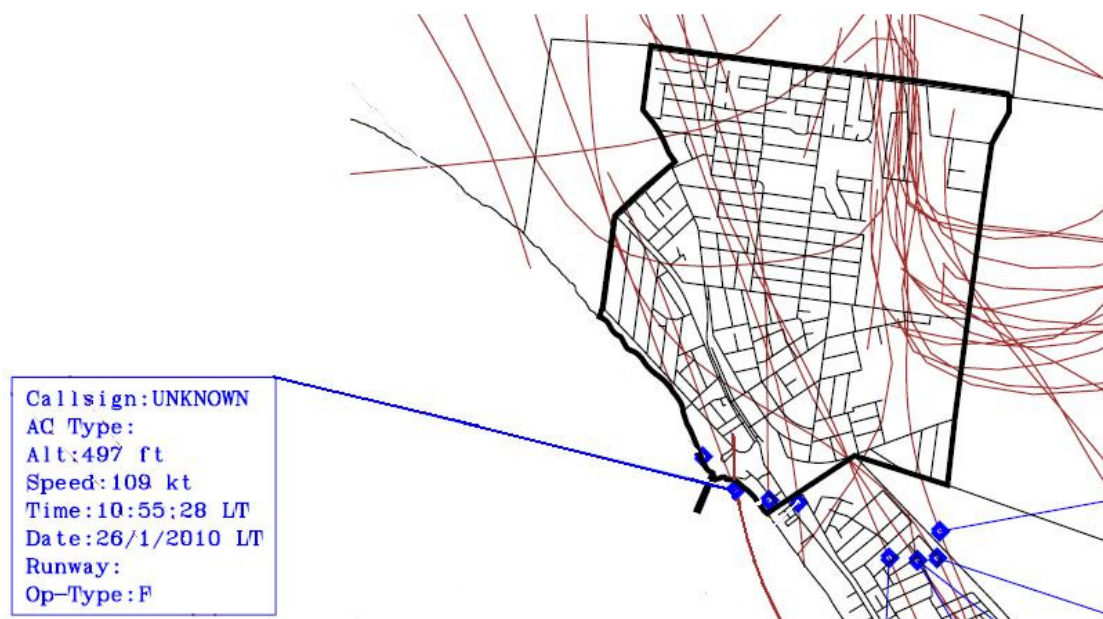 Callsign:UNKNOWN
AC Type:
Alt:497 ft
Speed:109 kt
Time:10:55:28 LT
Date:26/1/2010 LT
Runway:
Op-Type:F